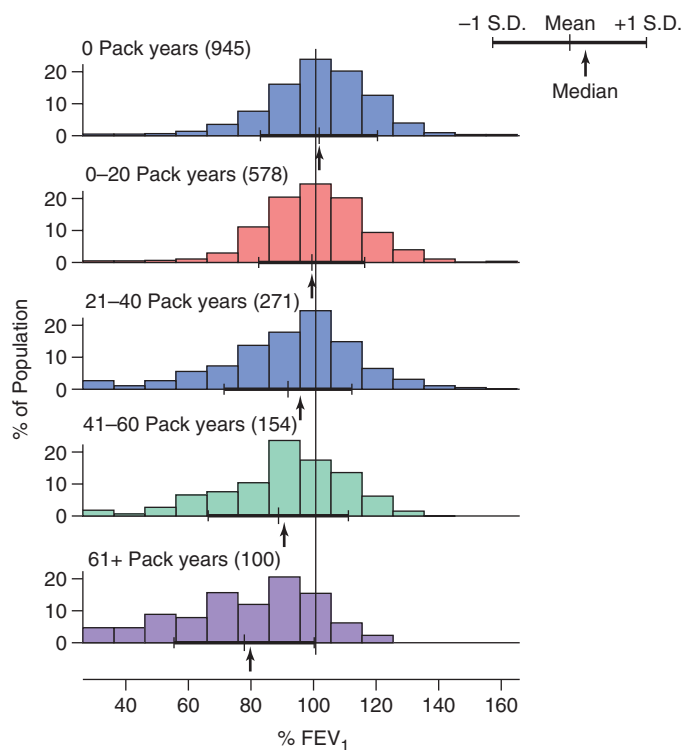 −1 S.D. Mean +1 S.D.
Median
0 Pack years (945)
20
10
0
0–20 Pack years (578)
20
10
0
21–40 Pack years (271)
20
10
0
41–60 Pack years (154)
20
10
0
61+ Pack years (100)
20
10
0
% of Population
40 60 80 100 120 140 160
% FEV₁